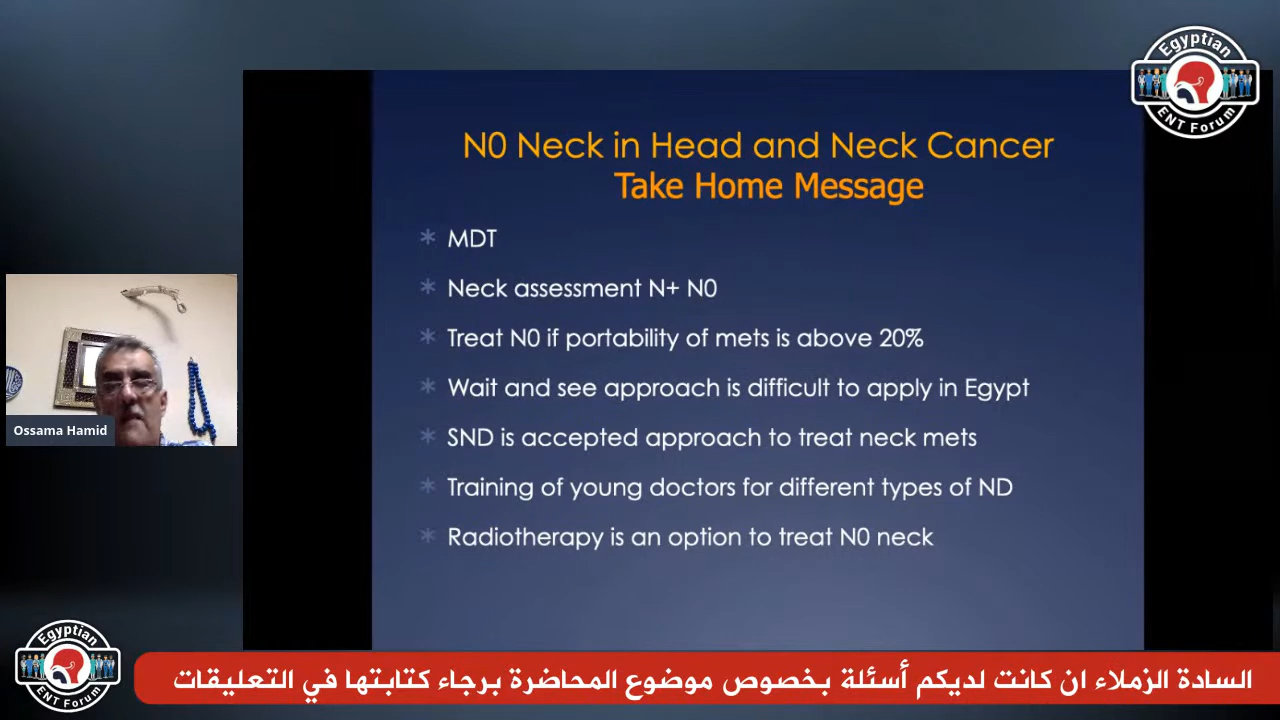 Egyptian
ENT Forum
N0 Neck in Head and Neck Cancer
Take Home Message
* MDT
* Neck assessment N+ N0
* Treat N0 if portability of mets is above 20%
* Wait and see approach is difficult to apply in Egypt
* SND is accepted approach to treat neck mets
* Training of young doctors for different types of ND
* Radiotherapy is an option to treat N0 neck
Ossama Hamid
Egyptian
ENT Forum
السادة الزملاء ان كانت لديكم أسئلة بخصوص موضوع المحاضرة برجاء كتابتها في التعليقات